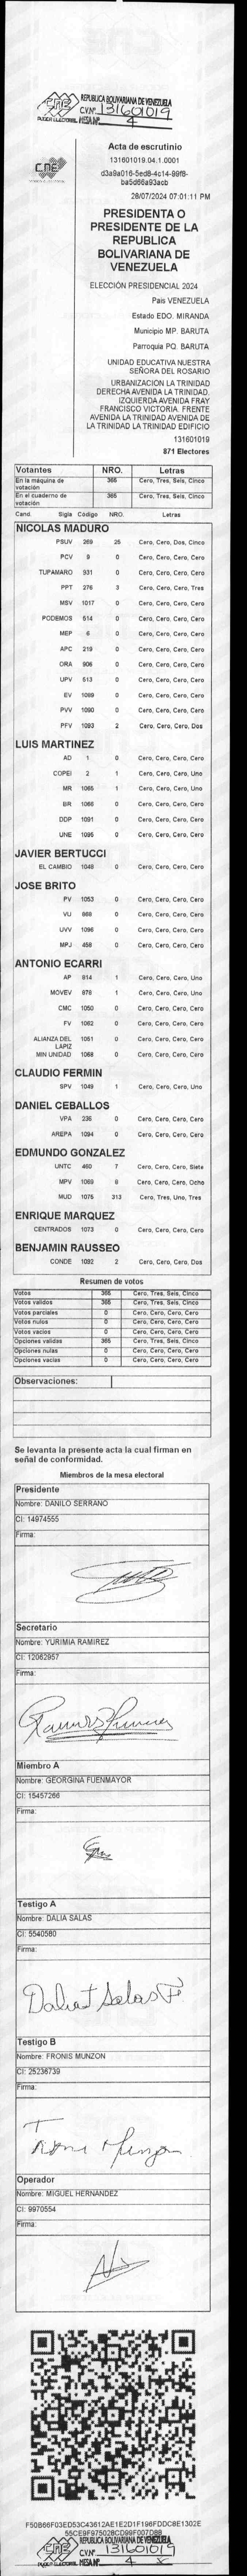 CNE
PODER ELECTORAL
REPUBLICA BOLIVARIANA DE VENEZUELA
C.V.Nº 131601019
MESA Nº 4
CNE
Acta de escrutinio
131601019.04.1.0001
d3a9a016-5ed8-4c14-99f8-
ba5d66a93acb
28/07/2024 07:01:11 PM
PRESIDENTA O
PRESIDENTE DE LA
REPUBLICA
BOLIVARIANA DE
VENEZUELA
ELECCIÓN PRESIDENCIAL 2024
Pais VENEZUELA
Estado EDO. MIRANDA
Municipio MP. BARUTA
Parroquia PQ. BARUTA
UNIDAD EDUCATIVA NUESTRA
SEÑORA DEL ROSARIO
URBANIZACIÓN LA TRINIDAD
DERECHA AVENIDA LA TRINIDAD.
IZQUIERDA AVENIDA FRAY
FRANCISCO VICTORIA. FRENTE
AVENIDA LA TRINIDAD AVENIDA DE
LA TRINIDAD LA TRINIDAD EDIFICIO
131601019
871 Electores
Votantes NRO. Letras
En la máquina de votación 365 Cero, Tres, Seis, Cinco
En el cuaderno de votación 365 Cero, Tres, Seis, Cinco
Cand. Sigla Código NRO. Letras
NICOLAS MADURO
PSUV 269 25 Cero, Cero, Dos, Cinco
PCV 9 0 Cero, Cero, Cero, Cero
TUPAMARO 331 0 Cero, Cero, Cero, Cero
PPT 276 3 Cero, Cero, Cero, Tres
MSV 1017 0 Cero, Cero, Cero, Cero
PODEMOS 514 0 Cero, Cero, Cero, Cero
MEP 6 0 Cero, Cero, Cero, Cero
APC 219 0 Cero, Cero, Cero, Cero
ORA 906 0 Cero, Cero, Cero, Cero
UPV 513 0 Cero, Cero, Cero, Cero
EV 1089 0 Cero, Cero, Cero, Cero
PVV 1090 0 Cero, Cero, Cero, Cero
PFV 1093 2 Cero, Cero, Cero, Dos
LUIS MARTINEZ
AD 1 0 Cero, Cero, Cero, Cero
COPEI 2 1 Cero, Cero, Cero, Uno
MR 1065 1 Cero, Cero, Cero, Uno
BR 1066 0 Cero, Cero, Cero, Cero
DDP 1091 0 Cero, Cero, Cero, Cero
UNE 1095 0 Cero, Cero, Cero, Cero
JAVIER BERTUCCI
EL CAMBIO 1048 0 Cero, Cero, Cero, Cero
JOSE BRITO
PV 1053 0 Cero, Cero, Cero, Cero
VU 868 0 Cero, Cero, Cero, Cero
UVV 1096 0 Cero, Cero, Cero, Cero
MPJ 458 0 Cero, Cero, Cero, Cero
ANTONIO ECARRI
AP 814 1 Cero, Cero, Cero, Uno
MOVEV 878 1 Cero, Cero, Cero, Uno
CMC 1050 0 Cero, Cero, Cero, Cero
FV 1062 0 Cero, Cero, Cero, Cero
ALIANZA DEL LAPIZ 1051 0 Cero, Cero, Cero, Cero
MIN UNIDAD 1068 0 Cero, Cero, Cero, Cero
CLAUDIO FERMIN
SPV 1049 1 Cero, Cero, Cero, Uno
DANIEL CEBALLOS
VPA 236 0 Cero, Cero, Cero, Cero
AREPA 1094 0 Cero, Cero, Cero, Cero
EDMUNDO GONZALEZ
UNTC 460 7 Cero, Cero, Cero, Siete
MPV 1069 8 Cero, Cero, Cero, Ocho
MUD 1075 313 Cero, Tres, Uno, Tres
ENRIQUE MARQUEZ
CENTRADOS 1073 0 Cero, Cero, Cero, Cero
BENJAMIN RAUSSEO
CONDE 1092 2 Cero, Cero, Cero, Dos
Resumen de votos
Votos 365 Cero, Tres, Seis, Cinco
Votos validos 365 Cero, Tres, Seis, Cinco
Votos parciales 0 Cero, Cero, Cero, Cero
Votos nulos 0 Cero, Cero, Cero, Cero
Votos vacios 0 Cero, Cero, Cero, Cero
Opciones validas 365 Cero, Tres, Seis, Cinco
Opciones nulas 0 Cero, Cero, Cero, Cero
Opciones vacias 0 Cero, Cero, Cero, Cero
Observaciones:
Se levanta la presente acta la cual firman en
señal de conformidad.
Miembros de la mesa electoral
Presidente
Nombre: DANILO SERRANO
CI: 14974555
Firma:
Secretario
Nombre: YURIMIA RAMIREZ
CI: 12062957
Firma:
Miembro A
Nombre: GEORGINA FUENMAYOR
CI: 15457266
Firma:
Testigo A
Nombre: DALIA SALAS
CI: 5540580
Firma:
Testigo B
Nombre: FRONIS MUNZON
CI: 25236739
Firma:
Operador
Nombre: MIGUEL HERNANDEZ
CI: 9970554
Firma:
F50B66F03ED53C43612AE1E2D1F196FDDC8E1302E
55CE9F975028CD99F007D8B
CNE
PODER ELECTORAL
REPUBLICA BOLIVARIANA DE VENEZUELA
C.V.Nº 131601019
MESA Nº 4